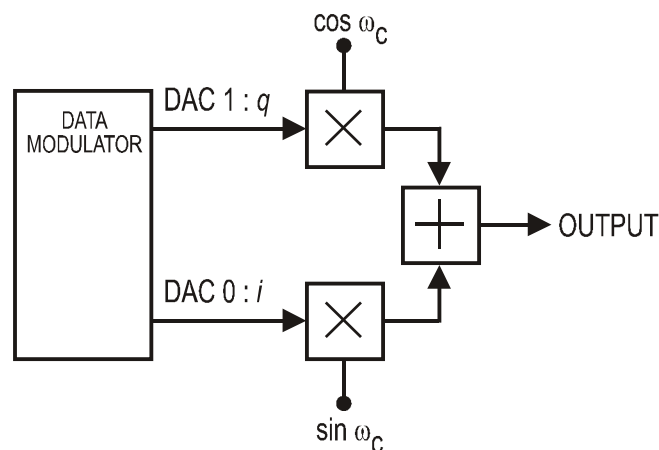 cos ωc
DAC 1 : q
DATA
MODULATOR
OUTPUT
DAC 0 : i
sin ωc